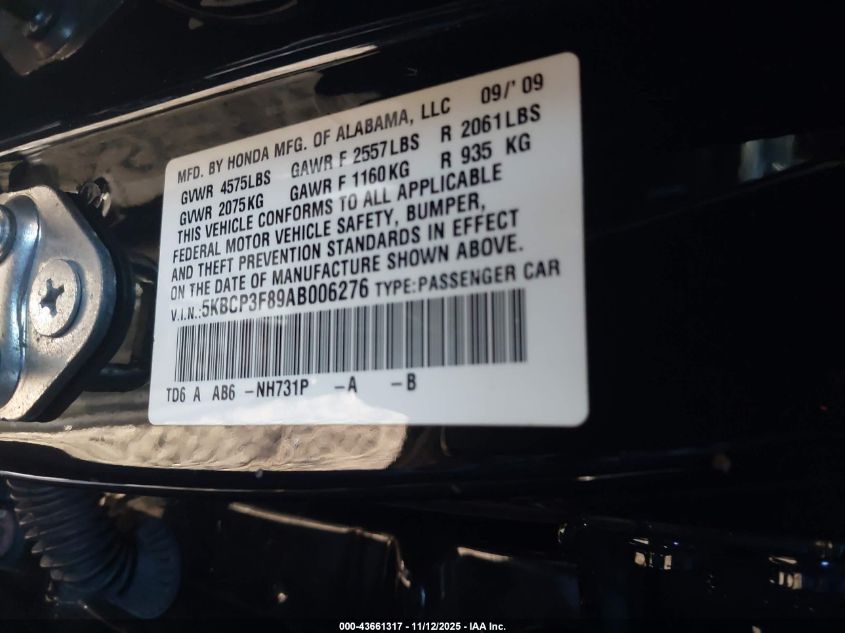 MFD. BY HONDA MFG. OF ALABAMA, LLC 09/'09
GVWR 4575LBS GAWR F 2557LBS R 2061LBS
GVWR 2075KG GAWR F 1160KG R 935 KG
THIS VEHICLE CONFORMS TO ALL APPLICABLE
FEDERAL MOTOR VEHICLE SAFETY, BUMPER,
AND THEFT PREVENTION STANDARDS IN EFFECT
ON THE DATE OF MANUFACTURE SHOWN ABOVE.
V.I.N.:5KBCP3F89AB006276 TYPE:PASSENGER CAR
TD6 A AB6 -NH731P -A -B
000-43661317 - 11/12/2025 - IAA Inc.